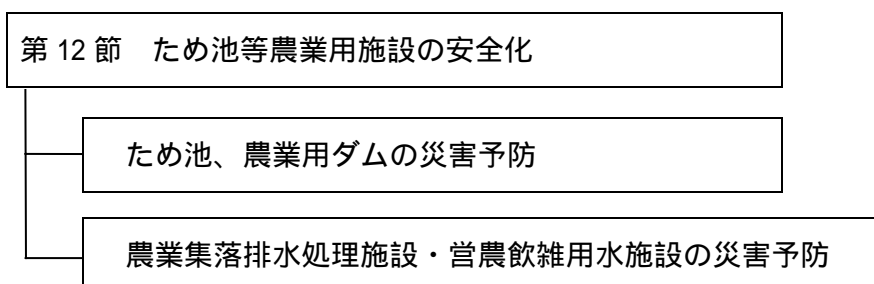 第 12 節　ため池等農業用施設の安全化
ため池、農業用ダムの災害予防
農業集落排水処理施設・営農飲雑用水施設の災害予防